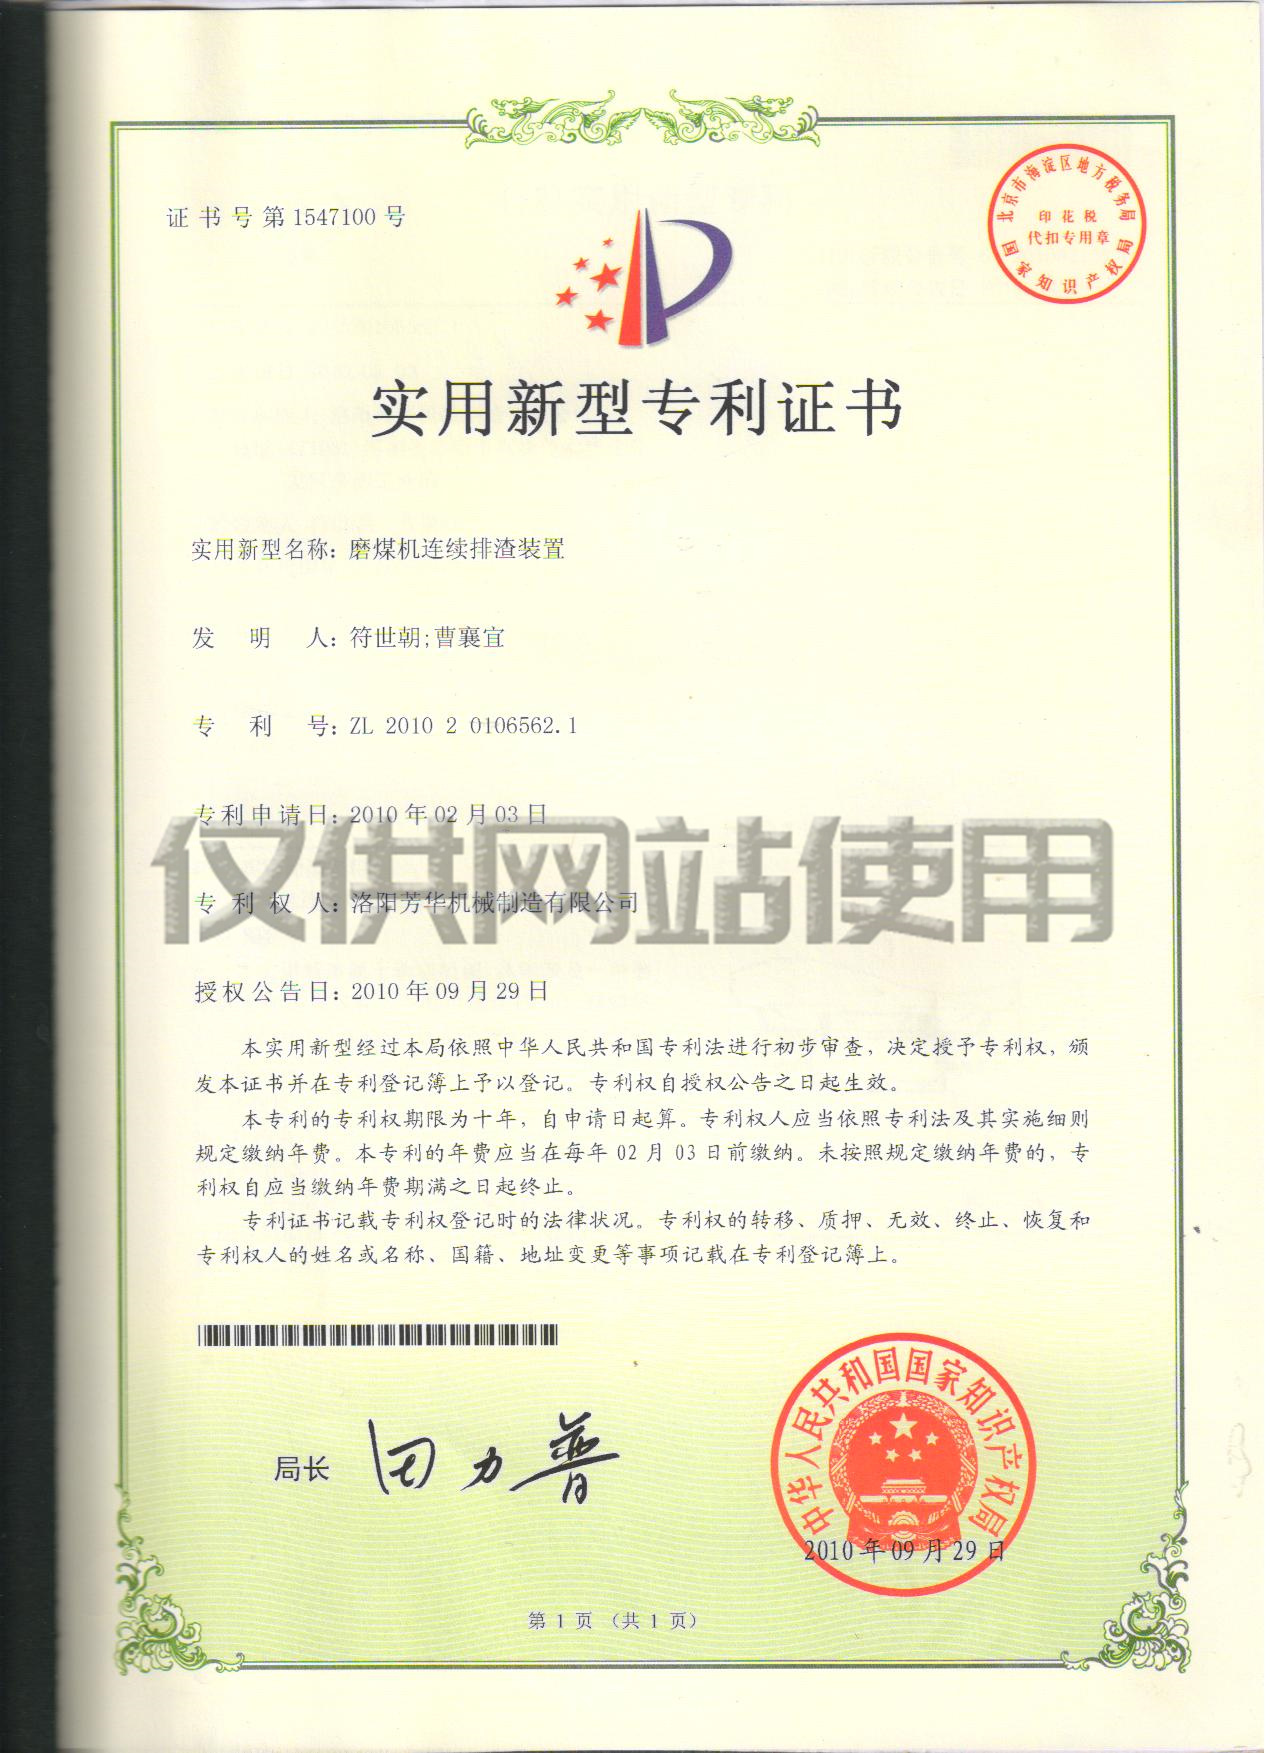 证书号第1547100号
北京市海淀区地方税务局
印花税
代扣专用章
国家知识产权局
实用新型专利证书
实用新型名称：磨煤机连续排渣装置
发明人：符世朝;曹襄宜
专利号：ZL 2010 2 0106562.1
专利申请日：2010年02月03日
仅供网站使用
专利权人：洛阳芳华机械制造有限公司
授权公告日：2010年09月29日
本实用新型经过本局依照中华人民共和国专利法进行初步审查，决定授予专利权，颁
发本证书并在专利登记簿上予以登记。专利权自授权公告之日起生效。
本专利的专利权期限为十年，自申请日起算。专利权人应当依照专利法及其实施细则
规定缴纳年费。本专利的年费应当在每年02月03日前缴纳。未按照规定缴纳年费的，专
利权自应当缴纳年费期满之日起终止。
专利证书记载专利权登记时的法律状况。专利权的转移、质押、无效、终止、恢复和
专利权人的姓名或名称、国籍、地址变更等事项记载在专利登记簿上。
局长 田力普
中华人民共和国国家知识产权局
2010年09月29日
第1页（共1页）